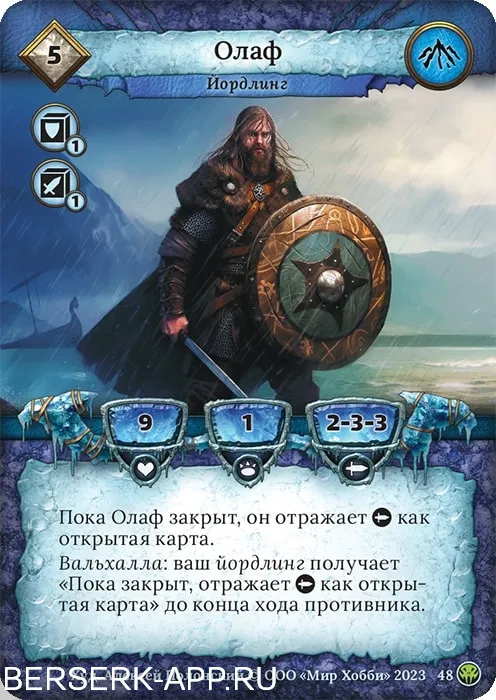 5
Олаф
Йордлинг
1
1
9
1
2-3-3
Пока Олаф закрыт, он отражает как
открытая карта.
Вальхалла: ваш йордлинг получает
«Пока закрыт, отражает как откры-
тая карта» до конца хода противника.
ООО «Мир Хобби» 2023 48
BERSERK-APP.RU